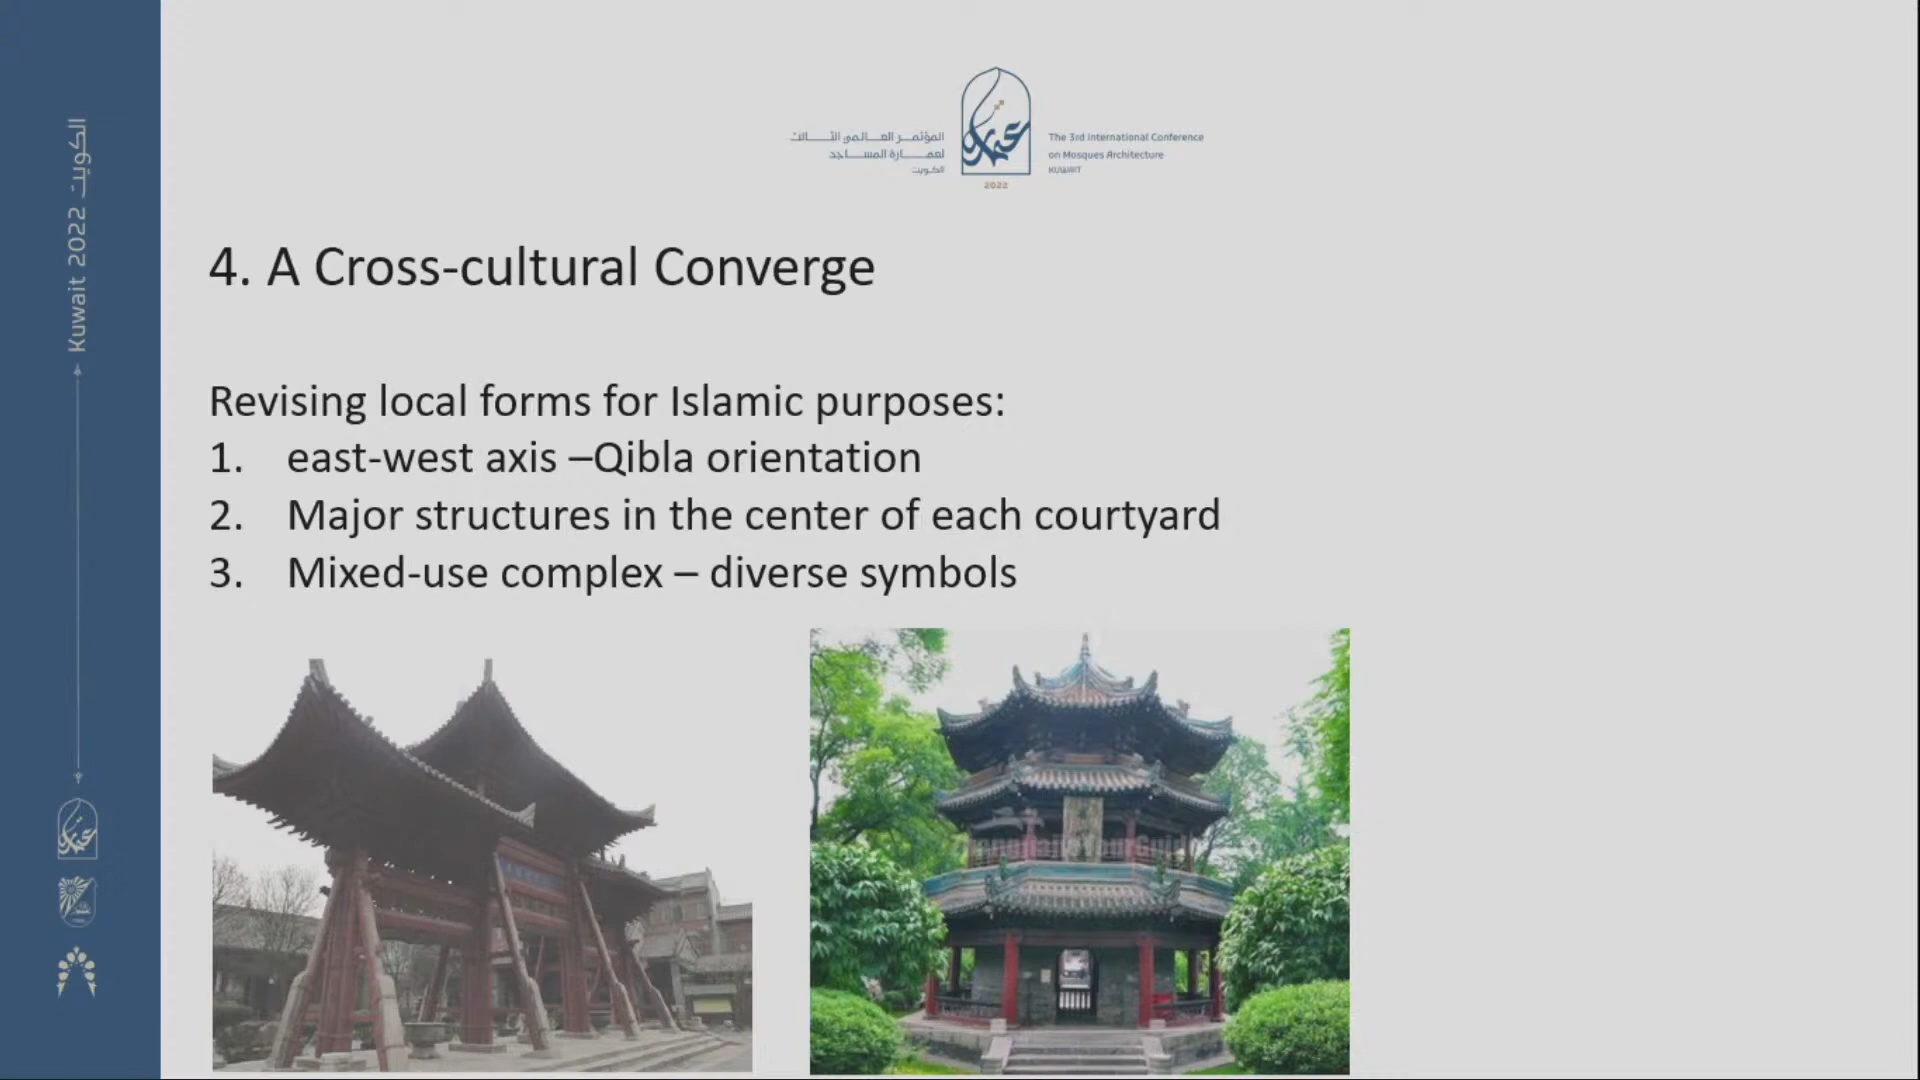 المؤتمر العالمي الثالث
لعمارة المساجد
الكويت
2022
The 3rd International Conference
on Mosques Architecture
KUWAIT
Kuwait 2022 الكويت
4. A Cross-cultural Converge
Revising local forms for Islamic purposes:
1. east-west axis –Qibla orientation
2. Major structures in the center of each courtyard
3. Mixed-use complex – diverse symbols